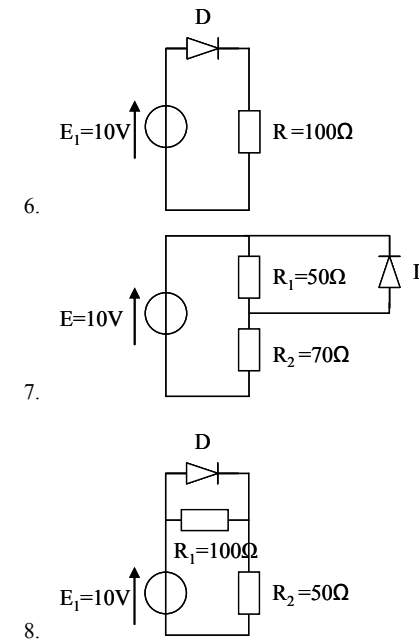 D
E₁=10V
R=100Ω
6.
R₁=50Ω
E=10V
R₂=70Ω
7.
D
R₁=100Ω
E₁=10V
R₂=50Ω
8.